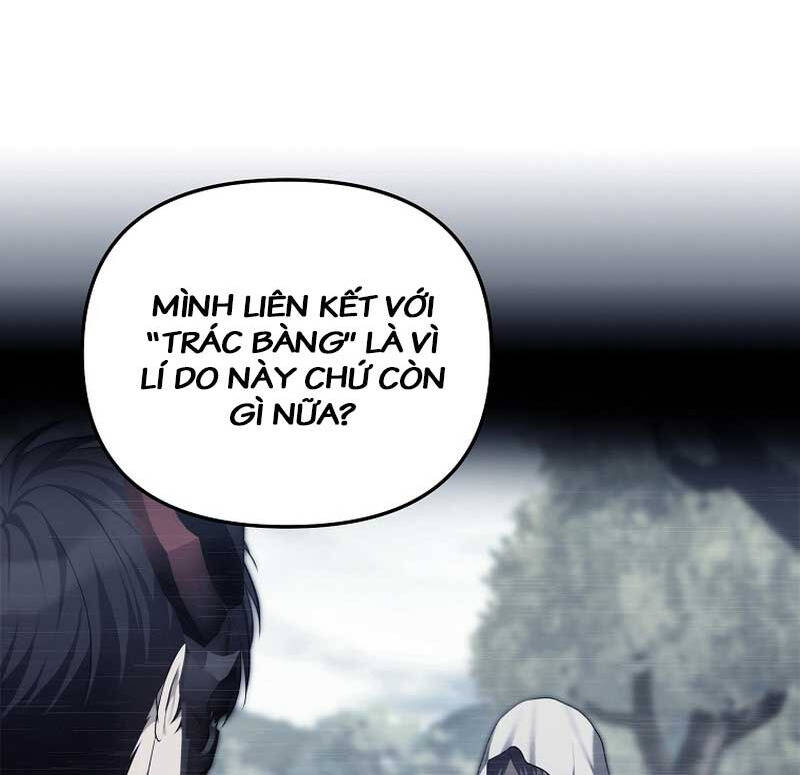 MÌNH LIÊN KẾT VỚI
“TRÁC BÀNG” LÀ VÌ
LÍ DO NÀY CHỨ CÒN
GÌ NỮA?